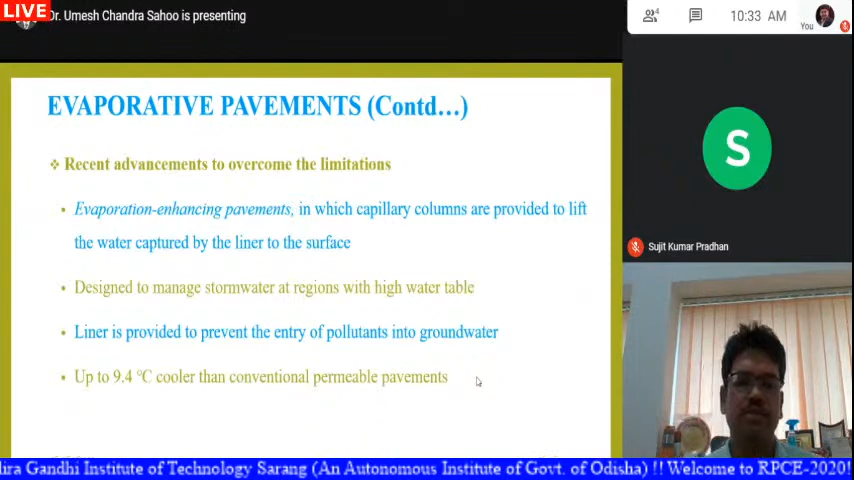 LIVE
Dr. Umesh Chandra Sahoo is presenting
4
10:33 AM
You
EVAPORATIVE PAVEMENTS (Contd…)
❖ Recent advancements to overcome the limitations
• Evaporation-enhancing pavements, in which capillary columns are provided to lift
the water captured by the liner to the surface
• Designed to manage stormwater at regions with high water table
• Liner is provided to prevent the entry of pollutants into groundwater
• Up to 9.4 °C cooler than conventional permeable pavements
S
Sujit Kumar Pradhan
dira Gandhi Institute of Technology Sarang (An Autonomous Institute of Govt. of Odisha) !! Welcome to RPCE-2020!